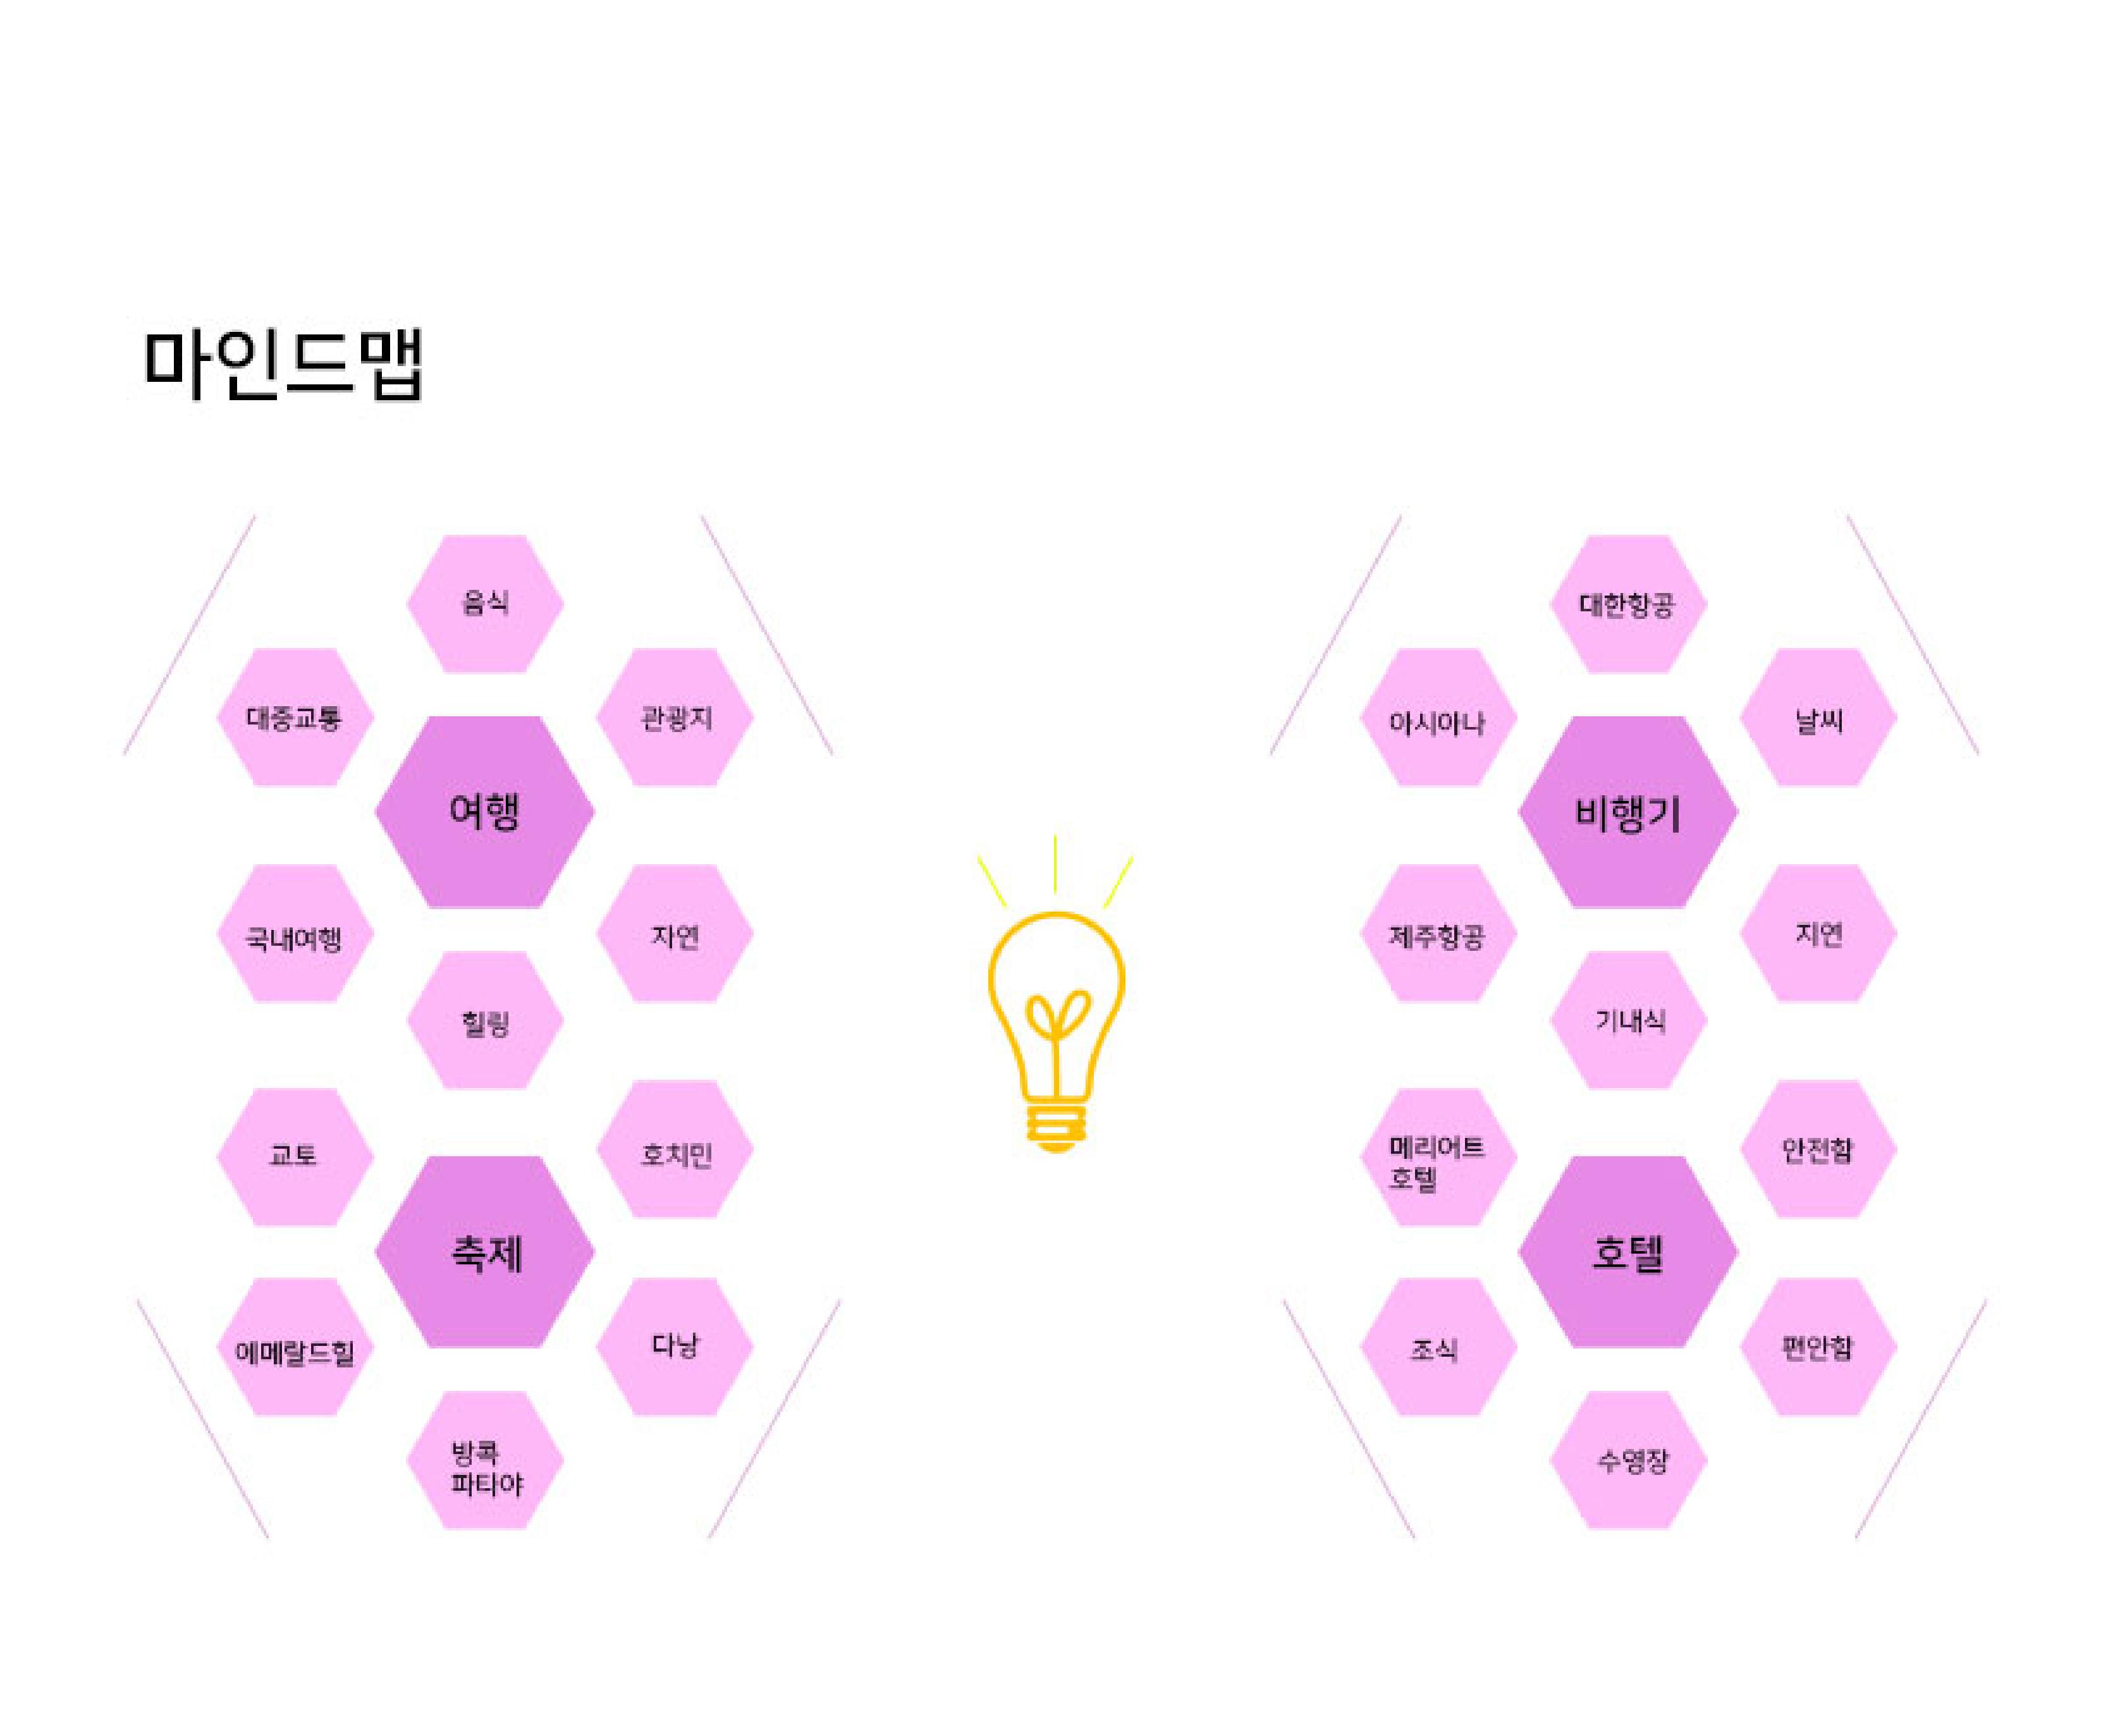 마인드맵
음식
대중교통
관광지
여행
국내여행
자연
힐링
교토
호치민
축제
에메랄드힐
다낭
방콕
파타야
대한항공
아시아나
날씨
비행기
제주항공
지연
기내식
메리어트
호텔
안전함
호텔
조식
편안함
수영장